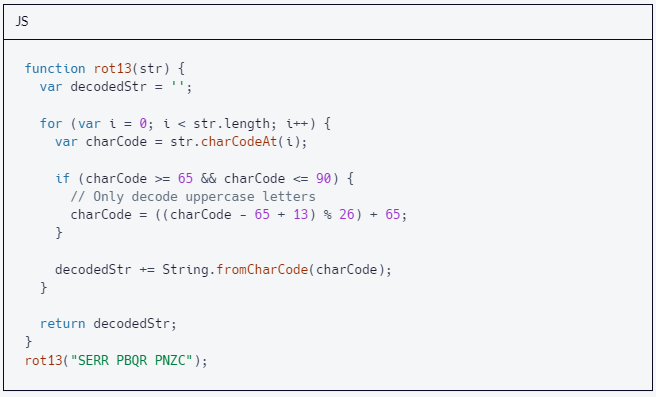 JS
function rot13(str) {
  var decodedStr = '';

  for (var i = 0; i < str.length; i++) {
    var charCode = str.charCodeAt(i);

    if (charCode >= 65 && charCode <= 90) {
      // Only decode uppercase letters
      charCode = ((charCode - 65 + 13) % 26) + 65;
    }

    decodedStr += String.fromCharCode(charCode);
  }

  return decodedStr;
}
rot13("SERR PBQR PNZC");